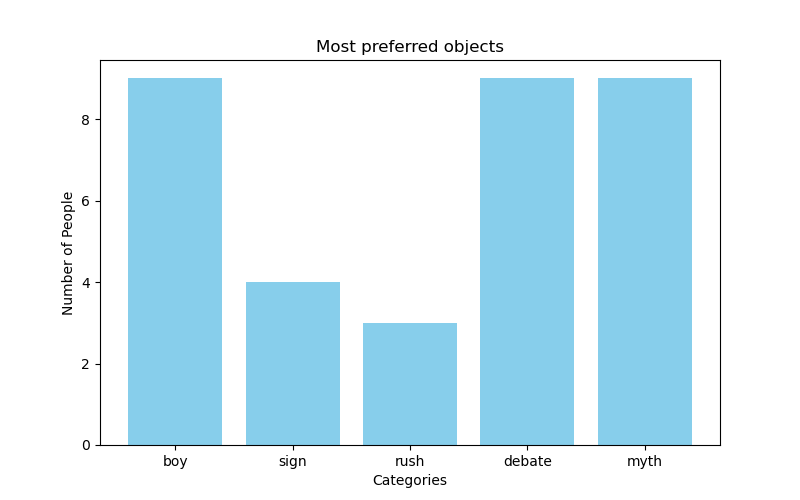 Most preferred objects
Number of People
8
6
4
2
0
boy sign rush debate myth
Categories